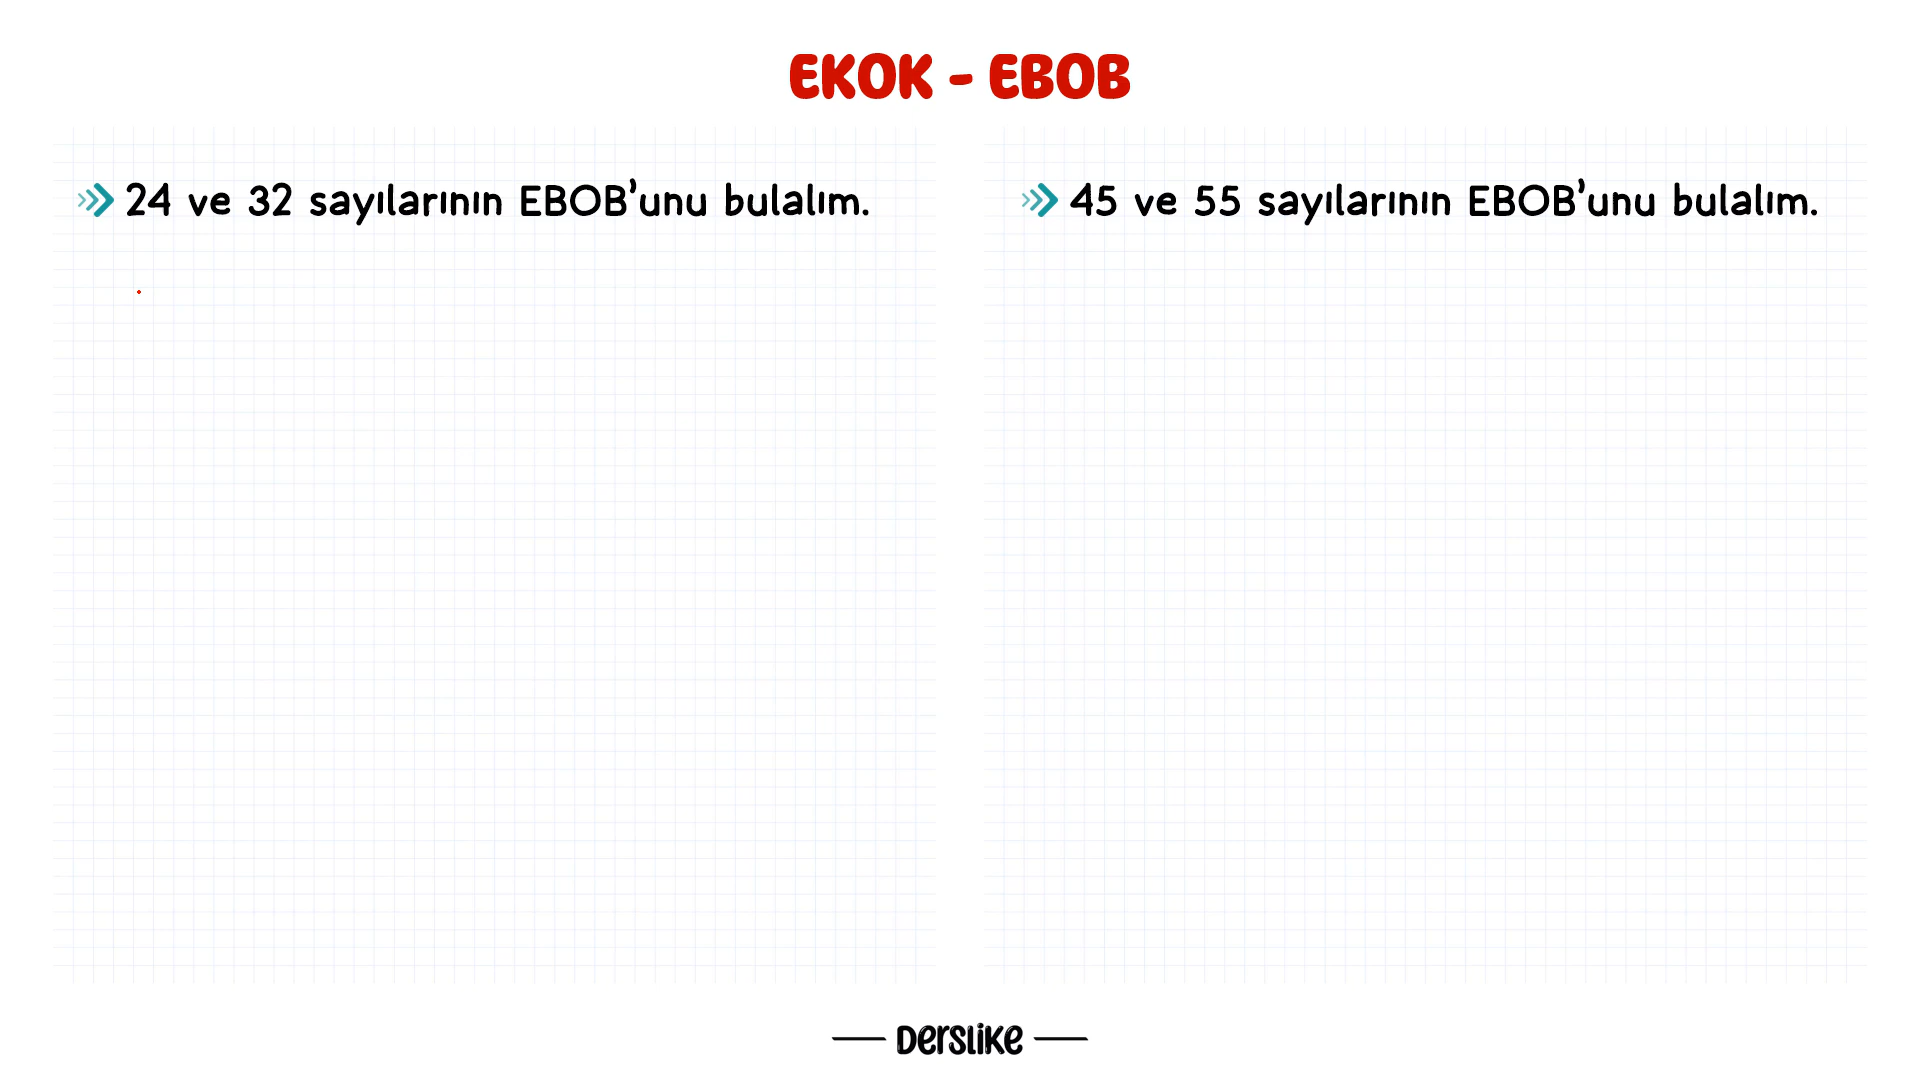 EKOK - EBOB
24 ve 32 sayılarının EBOB'unu bulalım.
45 ve 55 sayılarının EBOB'unu bulalım.
Derslike